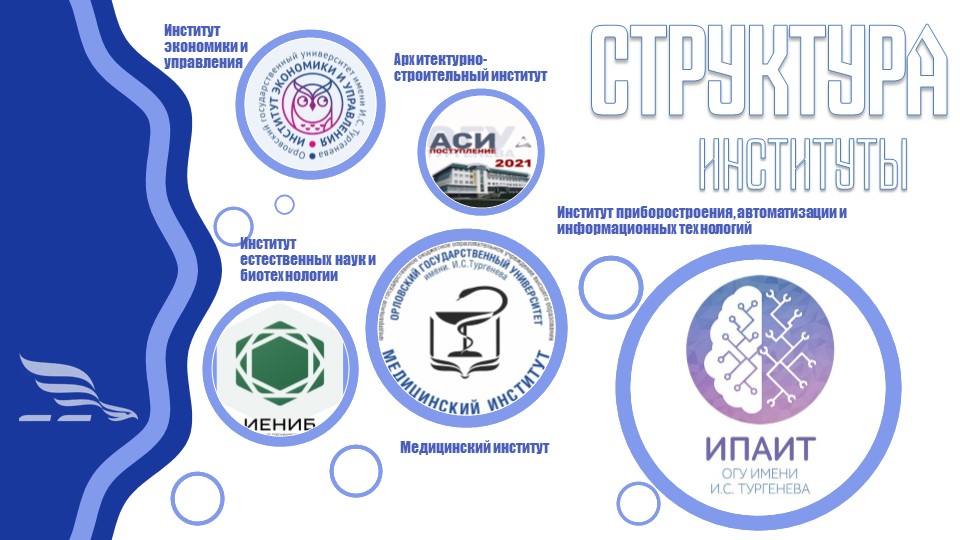 СТРУКТУРА
ИНСТИТУТЫ
Институт
экономики и
управления
Орловский государственный университет имени И.С. Тургенева
ИНСТИТУТ ЭКОНОМИКИ И УПРАВЛЕНИЯ
Архитектурно-
строительный институт
АСИ
ПОСТУПЛЕНИЕ
2021
Институт приборостроения, автоматизации и
информационных технологий
ИПАИТ
ОГУ ИМЕНИ
И.С. ТУРГЕНЕВА
Институт
естественных наук и
биотехнологии
ИЕНИБ
ОРЛОВСКИЙ ГОСУДАРСТВЕННЫЙ УНИВЕРСИТЕТ
имени. И.С.Тургенева
МЕДИЦИНСКИЙ ИНСТИТУТ
Медицинский институт